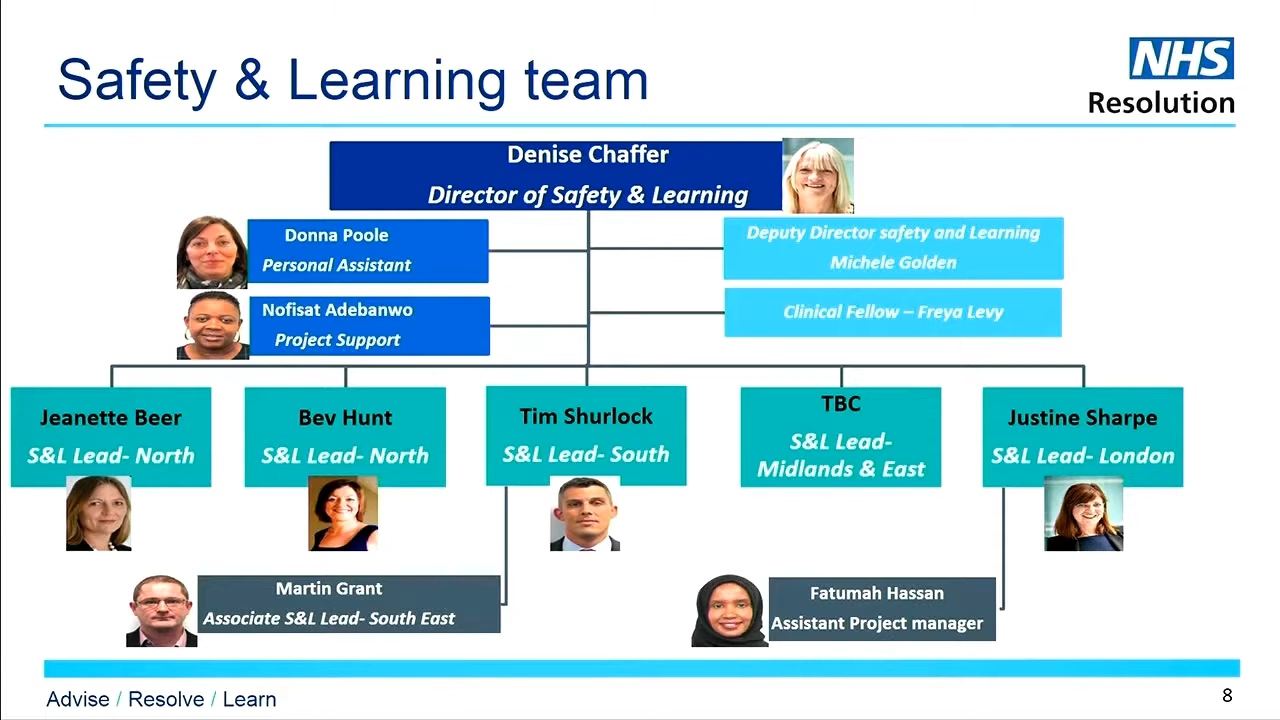 Safety & Learning team
NHS
Resolution
Denise Chaffer
Director of Safety & Learning
Donna Poole
Personal Assistant
Deputy Director safety and Learning
Michele Golden
Nofisat Adebanwo
Project Support
Clinical Fellow – Freya Levy
Jeanette Beer
S&L Lead- North
Bev Hunt
S&L Lead- North
Tim Shurlock
S&L Lead- South
TBC
S&L Lead-
Midlands & East
Justine Sharpe
S&L Lead- London
Martin Grant
Associate S&L Lead- South East
Fatumah Hassan
Assistant Project manager
Advise / Resolve / Learn
8